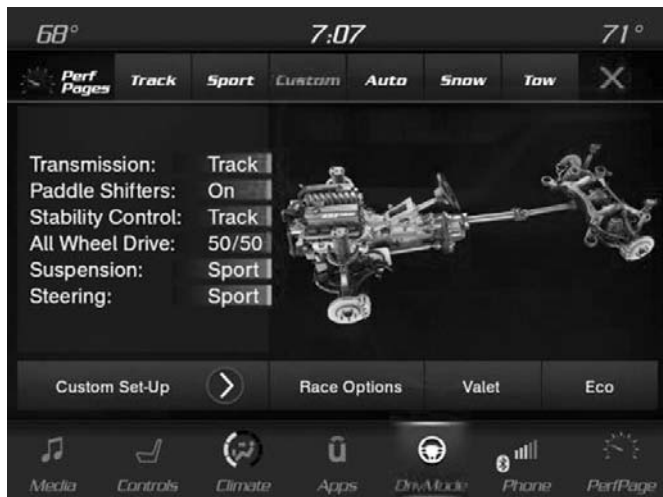 68° 7:07 71°
Perf Pages Track Sport Custom Auto Snow Tow X
Transmission: Track
Paddle Shifters: On
Stability Control: Track
All Wheel Drive: 50/50
Suspension: Sport
Steering: Sport
Custom Set-Up > Race Options Valet Eco
Media Controls Climate Apps DrvMode Phone PerfPage